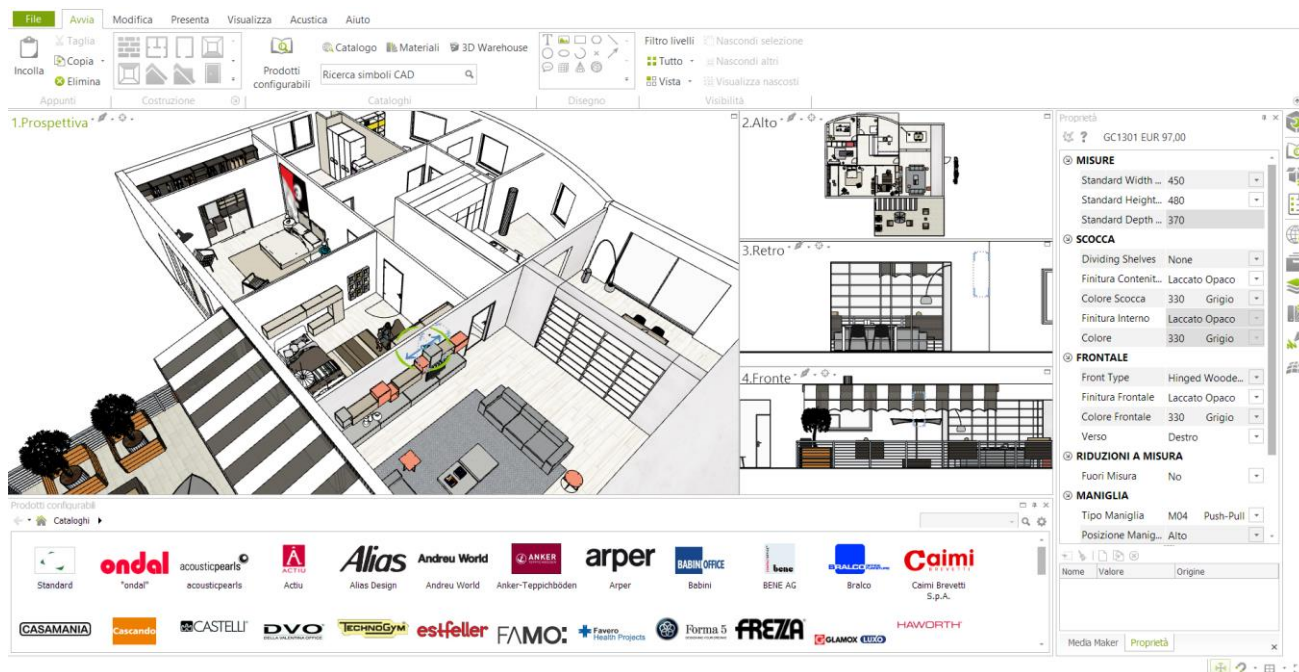 File Avvia Modifica Presenta Visualizza Acustica Aiuto
Incolla
Taglia
Copia
Elimina
Appunti
Costruzione
Prodotti configurabili
Catalogo Materiali 3D Warehouse
Ricerca simboli CAD
Cataloghi
Disegno
Filtro livelli Nascondi selezione
Tutto Nascondi altri
Vista Visualizza nascosti
Visibilità
1.Prospettiva
2.Alto
3.Retro
4.Fronte
Proprietà
GC1301 EUR 97,00
MISURE
Standard Width ... 450
Standard Height... 480
Standard Depth ... 370
SCOCCA
Dividing Shelves None
Finitura Contenit... Laccato Opaco
Colore Scocca 330 Grigio
Finitura Interno Laccato Opaco
Colore 330 Grigio
FRONTALE
Front Type Hinged Woode...
Finitura Frontale Laccato Opaco
Colore Frontale 330 Grigio
Verso Destro
RIDUZIONI A MISURA
Fuori Misura No
MANIGLIA
Tipo Maniglia M04 Push-Pull
Posizione Manig... Alto
Nome Valore Origine
Media Maker Proprietà
Prodotti configurabili
Cataloghi
ondal acousticpearls ACTIU Alias Andreu World ANKER arper BABINI OFFICE bene BRALCO Caimi
BREVETTI
Standard "ondal" acousticpearls Actiu Alias Design Andreu World Anker-Teppichböden Arper Babini BENE AG Bralco Caimi Brevetti
S.p.A.
CASAMANIA Cascando CASTELLI DVO TECHNOGYM estfeller FAMO: Favero Health Projects Forma 5 FREZZA GLAMOX LUXO HAWORTH